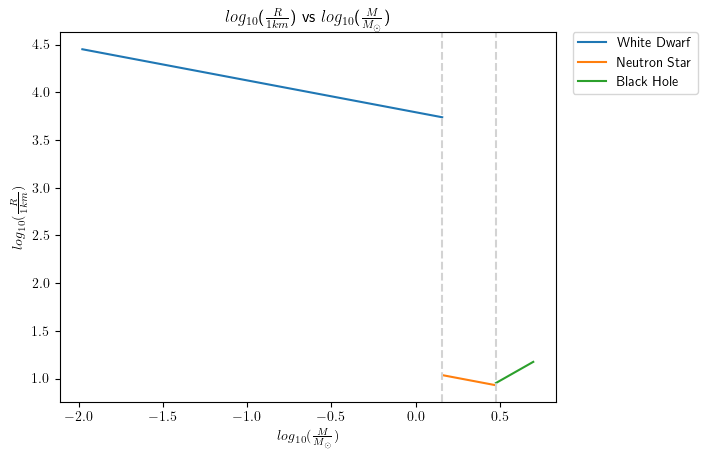 log₁₀(R/1km) vs log₁₀(M/M☉)
White Dwarf
Neutron Star
Black Hole
log₁₀(R/1km)
4.5
4.0
3.5
3.0
2.5
2.0
1.5
1.0
−2.0 −1.5 −1.0 −0.5 0.0 0.5
log₁₀(M/M☉)